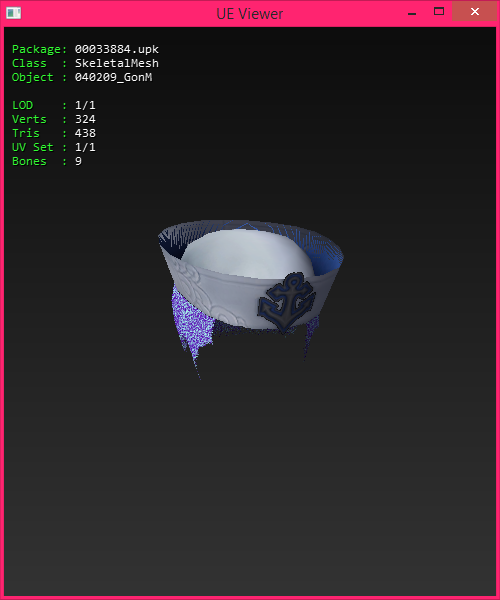 UE Viewer
Package: 00033884.upk
Class  : SkeletalMesh
Object : 040209_GonM
LOD    : 1/1
Verts  : 324
Tris   : 438
UV Set : 1/1
Bones  : 9